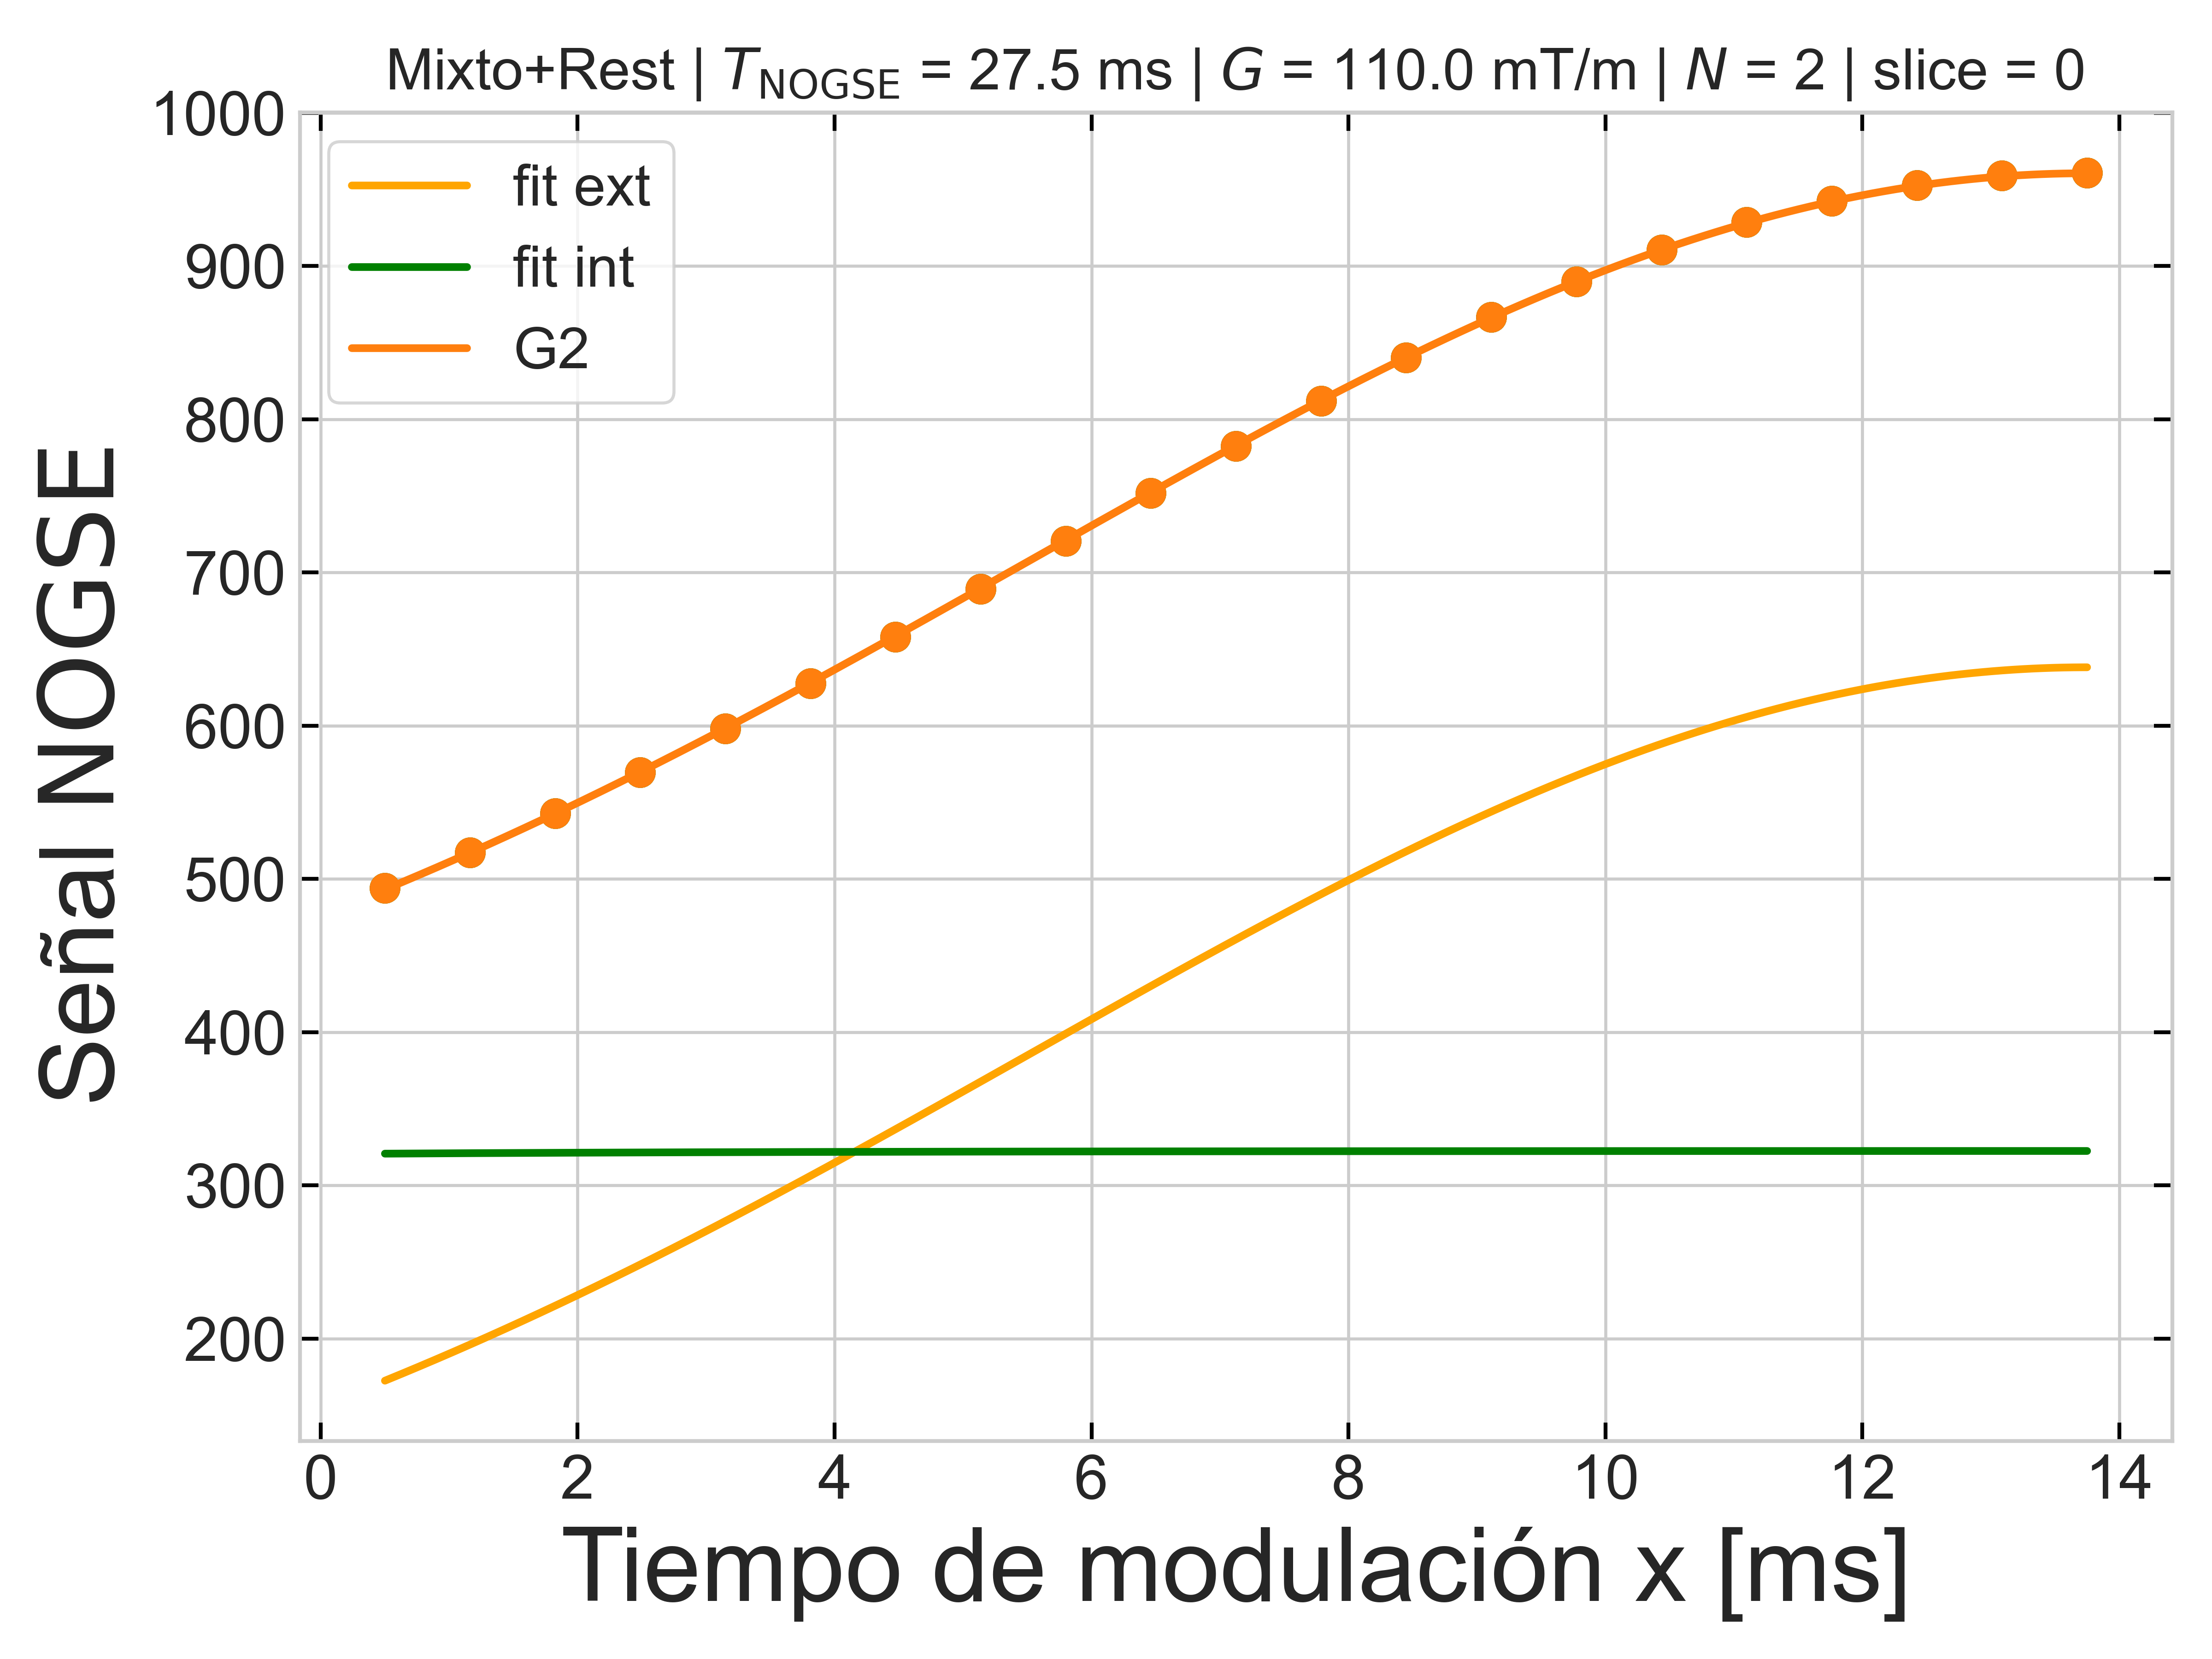 Mixto+Rest | T_NOGSE = 27.5 ms | G = 110.0 mT/m | N = 2 | slice = 0
1000
900
800
700
600
500
400
300
200
fit ext
fit int
G2
Señal NOGSE
0 2 4 6 8 10 12 14
Tiempo de modulación x [ms]